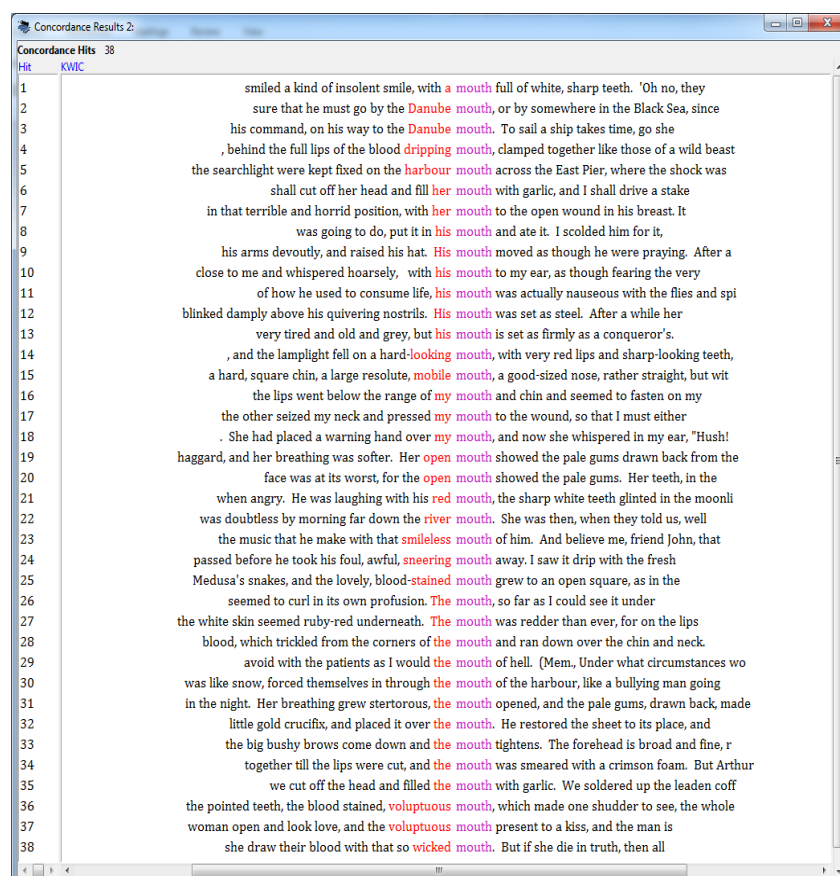 Concordance Results 2:
Concordance Hits 38
Hit KWIC
1 smiled a kind of insolent smile, with a mouth full of white, sharp teeth. 'Oh no, they
2 sure that he must go by the Danube mouth, or by somewhere in the Black Sea, since
3 his command, on his way to the Danube mouth. To sail a ship takes time, go she
4 , behind the full lips of the blood dripping mouth, clamped together like those of a wild beast
5 the searchlight were kept fixed on the harbour mouth across the East Pier, where the shock was
6 shall cut off her head and fill her mouth with garlic, and I shall drive a stake
7 in that terrible and horrid position, with her mouth to the open wound in his breast. It
8 was going to do, put it in his mouth and ate it. I scolded him for it,
9 his arms devoutly, and raised his hat. His mouth moved as though he were praying. After a
10 close to me and whispered hoarsely, with his mouth to my ear, as though fearing the very
11 of how he used to consume life, his mouth was actually nauseous with the flies and spi
12 blinked damply above his quivering nostrils. His mouth was set as steel. After a while her
13 very tired and old and grey, but his mouth is set as firmly as a conqueror's.
14 , and the lamplight fell on a hard-looking mouth, with very red lips and sharp-looking teeth,
15 a hard, square chin, a large resolute, mobile mouth, a good-sized nose, rather straight, but wit
16 the lips went below the range of my mouth and chin and seemed to fasten on my
17 the other seized my neck and pressed my mouth to the wound, so that I must either
18 . She had placed a warning hand over my mouth, and now she whispered in my ear, "Hush!
19 haggard, and her breathing was softer. Her open mouth showed the pale gums drawn back from the
20 face was at its worst, for the open mouth showed the pale gums. Her teeth, in the
21 when angry. He was laughing with his red mouth, the sharp white teeth glinted in the moonli
22 was doubtless by morning far down the river mouth. She was then, when they told us, well
23 the music that he make with that smileless mouth of him. And believe me, friend John, that
24 passed before he took his foul, awful, sneering mouth away. I saw it drip with the fresh
25 Medusa's snakes, and the lovely, blood-stained mouth grew to an open square, as in the
26 seemed to curl in its own profusion. The mouth, so far as I could see it under
27 the white skin seemed ruby-red underneath. The mouth was redder than ever, for on the lips
28 blood, which trickled from the corners of the mouth and ran down over the chin and neck.
29 avoid with the patients as I would the mouth of hell. (Mem., Under what circumstances wo
30 was like snow, forced themselves in through the mouth of the harbour, like a bullying man going
31 in the night. Her breathing grew stertorous, the mouth opened, and the pale gums, drawn back, made
32 little gold crucifix, and placed it over the mouth. He restored the sheet to its place, and
33 the big bushy brows come down and the mouth tightens. The forehead is broad and fine, r
34 together till the lips were cut, and the mouth was smeared with a crimson foam. But Arthur
35 we cut off the head and filled the mouth with garlic. We soldered up the leaden coff
36 the pointed teeth, the blood stained, voluptuous mouth, which made one shudder to see, the whole
37 woman open and look love, and the voluptuous mouth present to a kiss, and the man is
38 she draw their blood with that so wicked mouth. But if she die in truth, then all